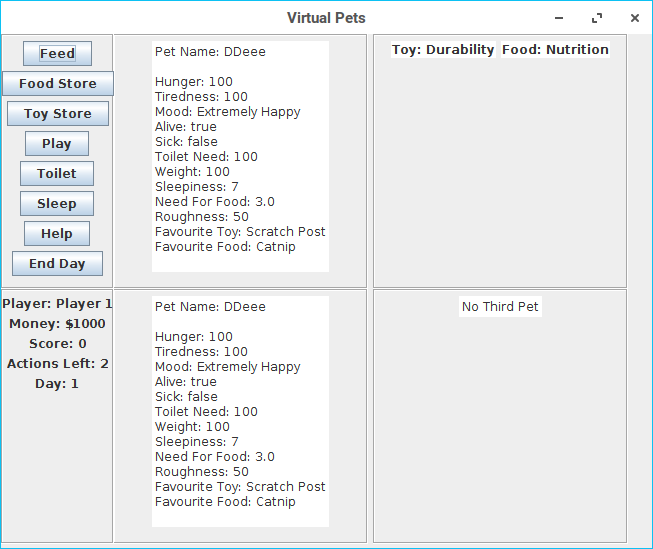 Virtual Pets
Feed
Food Store
Toy Store
Play
Toilet
Sleep
Help
End Day
Pet Name: DDeee
Hunger: 100
Tiredness: 100
Mood: Extremely Happy
Alive: true
Sick: false
Toilet Need: 100
Weight: 100
Sleepiness: 7
Need For Food: 3.0
Roughness: 50
Favourite Toy: Scratch Post
Favourite Food: Catnip
Toy: Durability Food: Nutrition
Player: Player 1
Money: $1000
Score: 0
Actions Left: 2
Day: 1
Pet Name: DDeee
Hunger: 100
Tiredness: 100
Mood: Extremely Happy
Alive: true
Sick: false
Toilet Need: 100
Weight: 100
Sleepiness: 7
Need For Food: 3.0
Roughness: 50
Favourite Toy: Scratch Post
Favourite Food: Catnip
No Third Pet